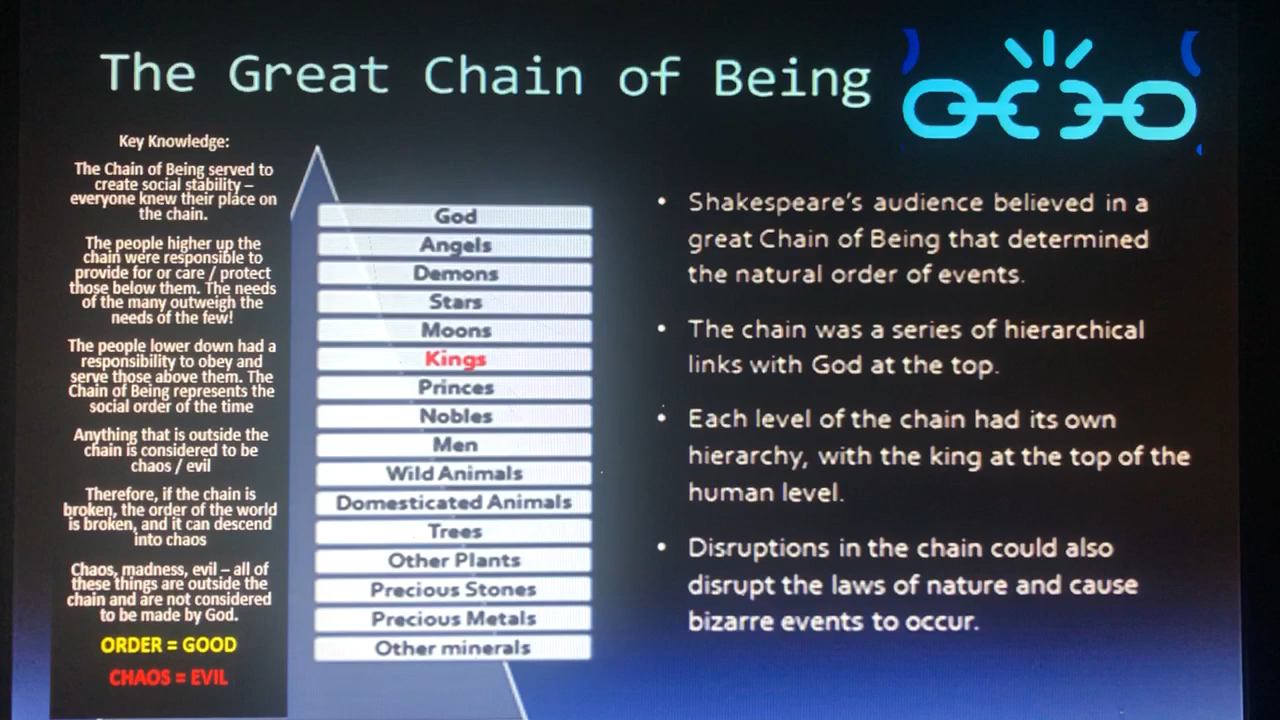 The Great Chain of Being
Key Knowledge:
The Chain of Being served to
create social stability –
everyone knew their place on
the chain.
The people higher up the
chain were responsible to
provide for or care / protect
those below them. The needs
of the many outweigh the
needs of the few!
The people lower down had a
responsibility to obey and
serve those above them. The
Chain of Being represents the
social order of the time
Anything that is outside the
chain is considered to be
chaos / evil
Therefore, if the chain is
broken, the order of the world
is broken, and it can descend
into chaos
Chaos, madness, evil – all of
these things are outside the
chain and are not considered
to be made by God.
ORDER = GOOD
CHAOS = EVIL
God
Angels
Demons
Stars
Moons
Kings
Princes
Nobles
Men
Wild Animals
Domesticated Animals
Trees
Other Plants
Precious Stones
Precious Metals
Other minerals
• Shakespeare's audience believed in a
great Chain of Being that determined
the natural order of events.
• The chain was a series of hierarchical
links with God at the top.
• Each level of the chain had its own
hierarchy, with the king at the top of the
human level.
• Disruptions in the chain could also
disrupt the laws of nature and cause
bizarre events to occur.